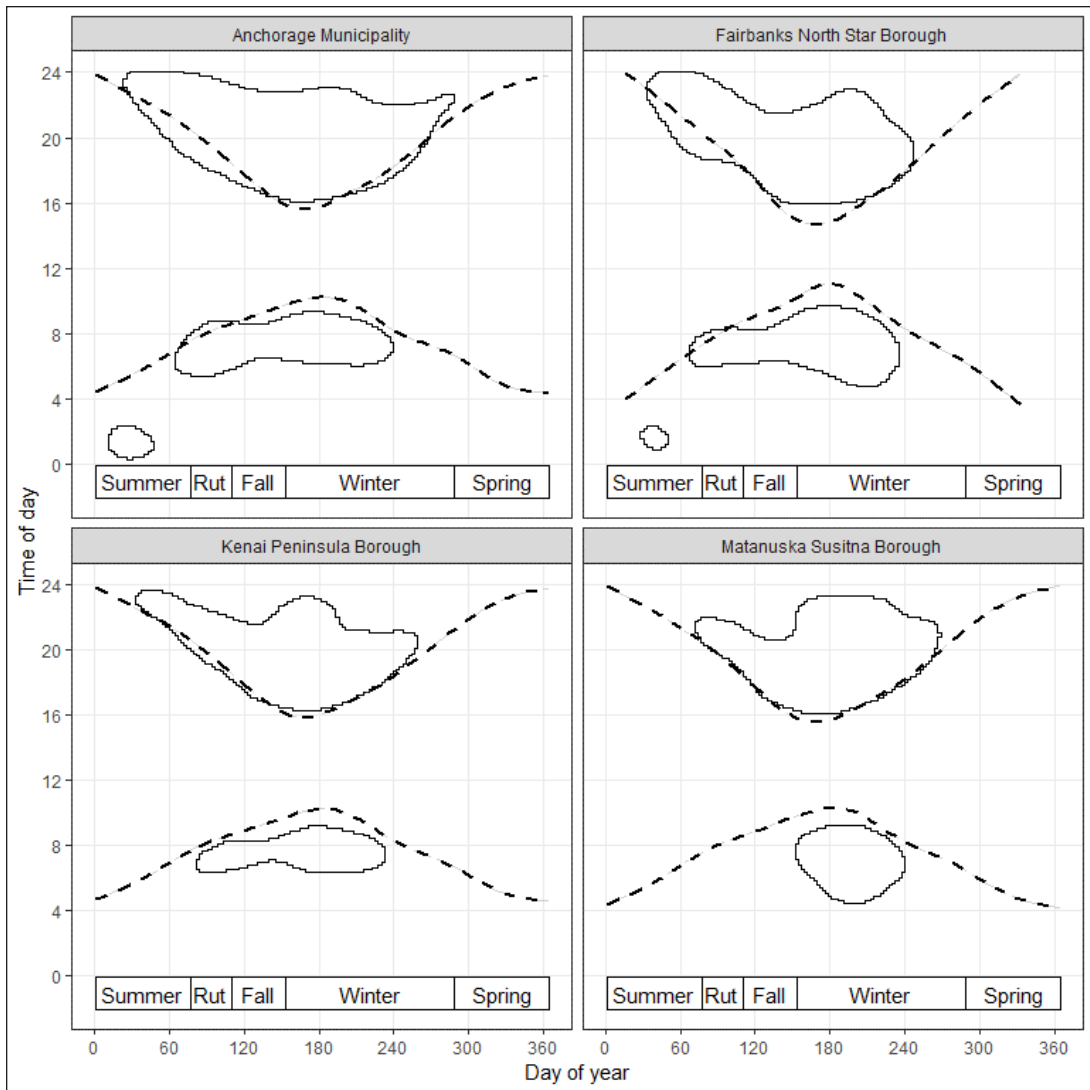 Anchorage Municipality
Fairbanks North Star Borough
24
20
16
12
8
4
0
Summer Rut Fall Winter Spring
Summer Rut Fall Winter Spring
Kenai Peninsula Borough
Matanuska Susitna Borough
Time of day
24
20
16
12
8
4
0
Summer Rut Fall Winter Spring
Summer Rut Fall Winter Spring
0 60 120 180 240 300 360
0 60 120 180 240 300 360
Day of year